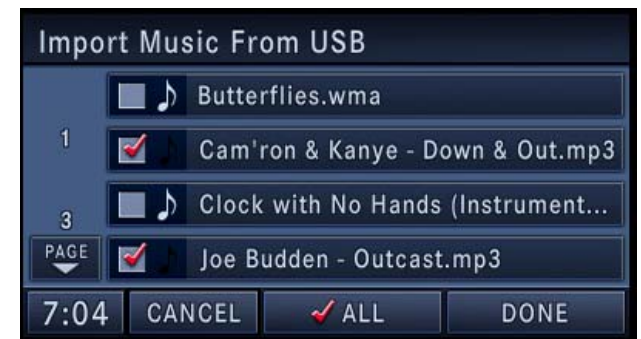 Import Music From USB
Butterflies.wma
1
Cam'ron & Kanye - Down & Out.mp3
Clock with No Hands (Instrument...
3
PAGE
Joe Budden - Outcast.mp3
7:04 CANCEL ALL DONE